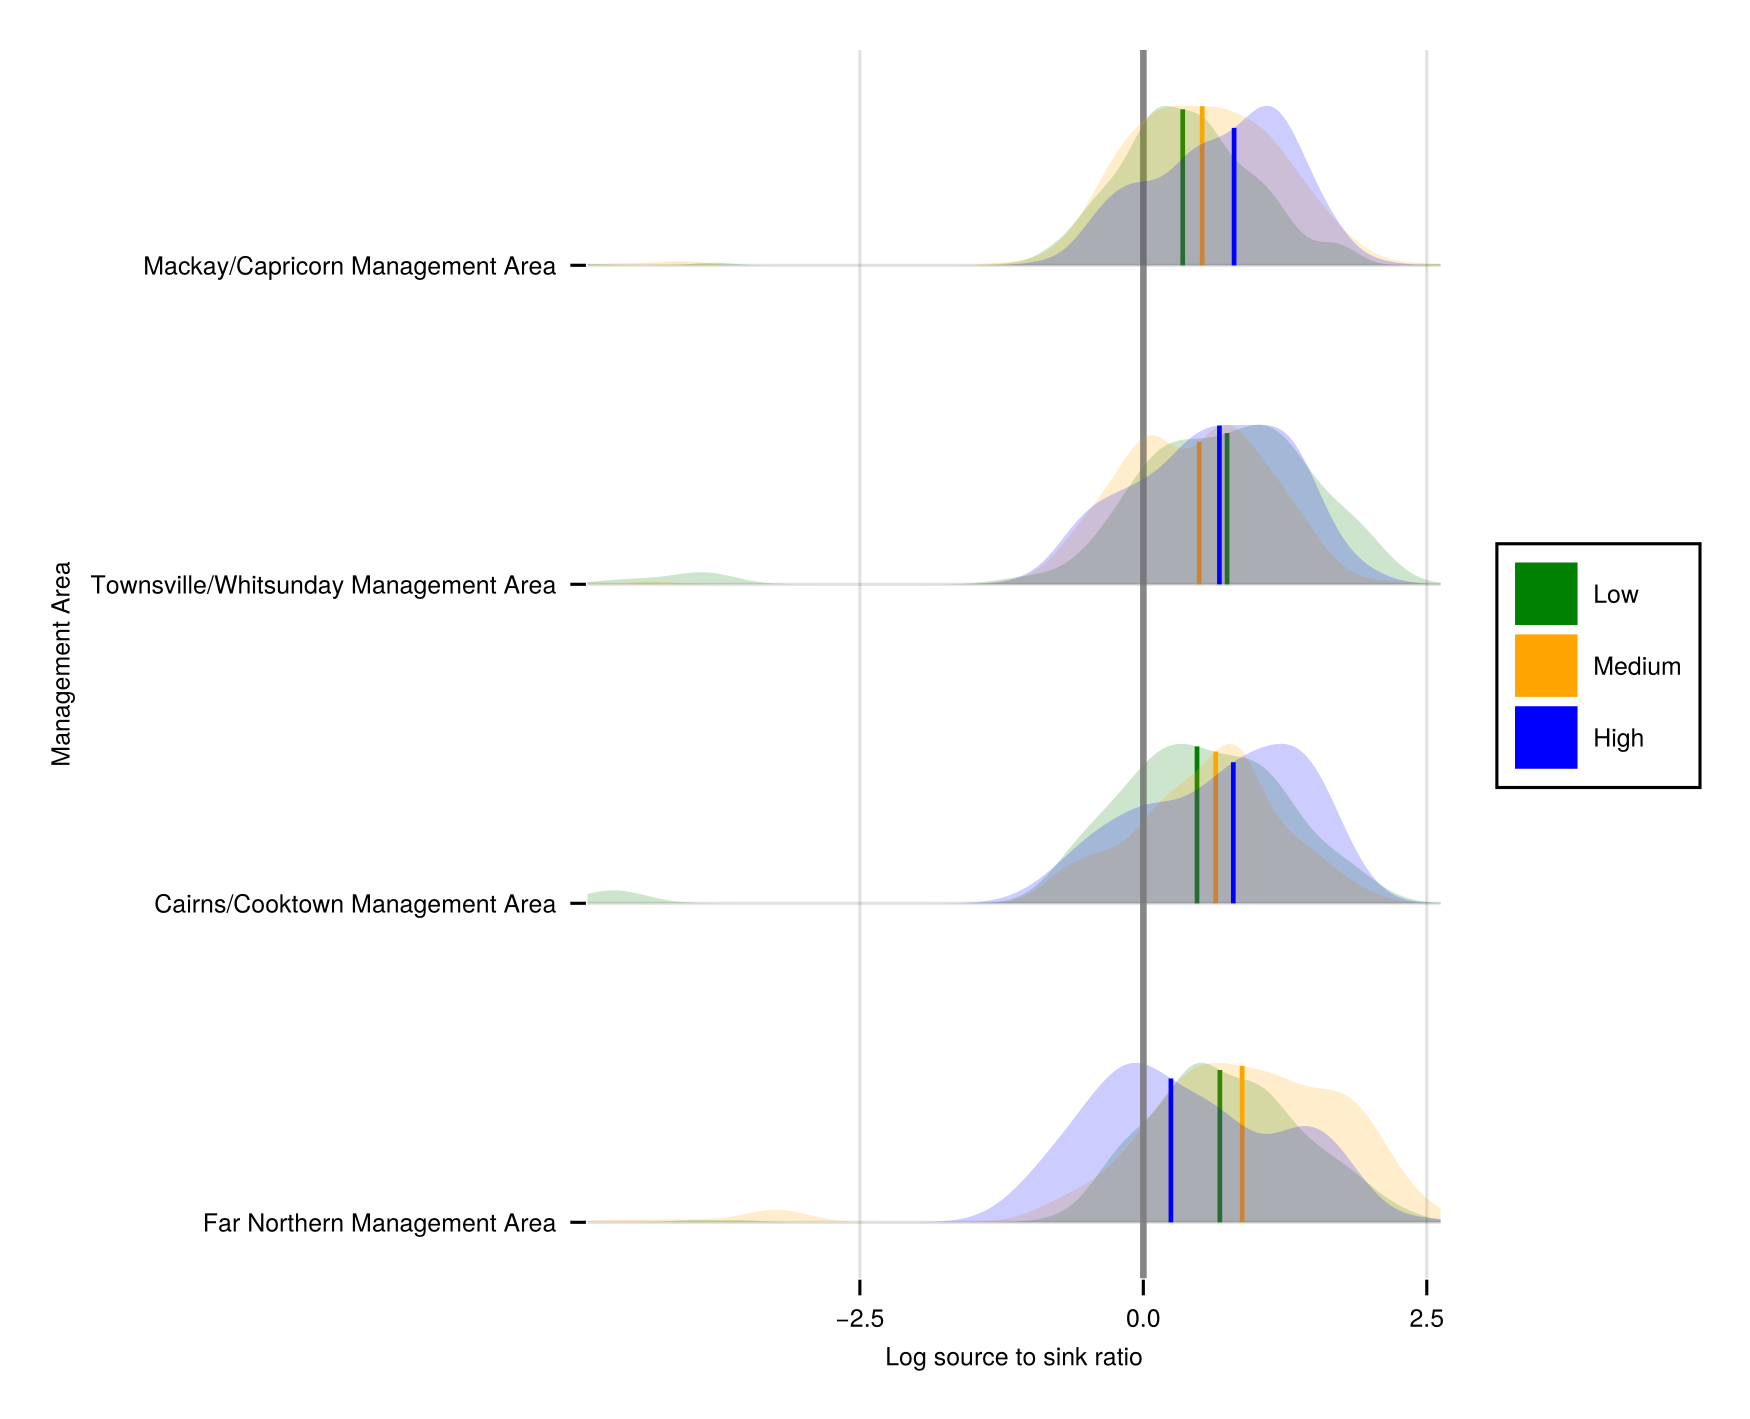 Management Area
Mackay/Capricorn Management Area
Townsville/Whitsunday Management Area
Cairns/Cooktown Management Area
Far Northern Management Area
Low
Medium
High
−2.5
0.0
2.5
Log source to sink ratio